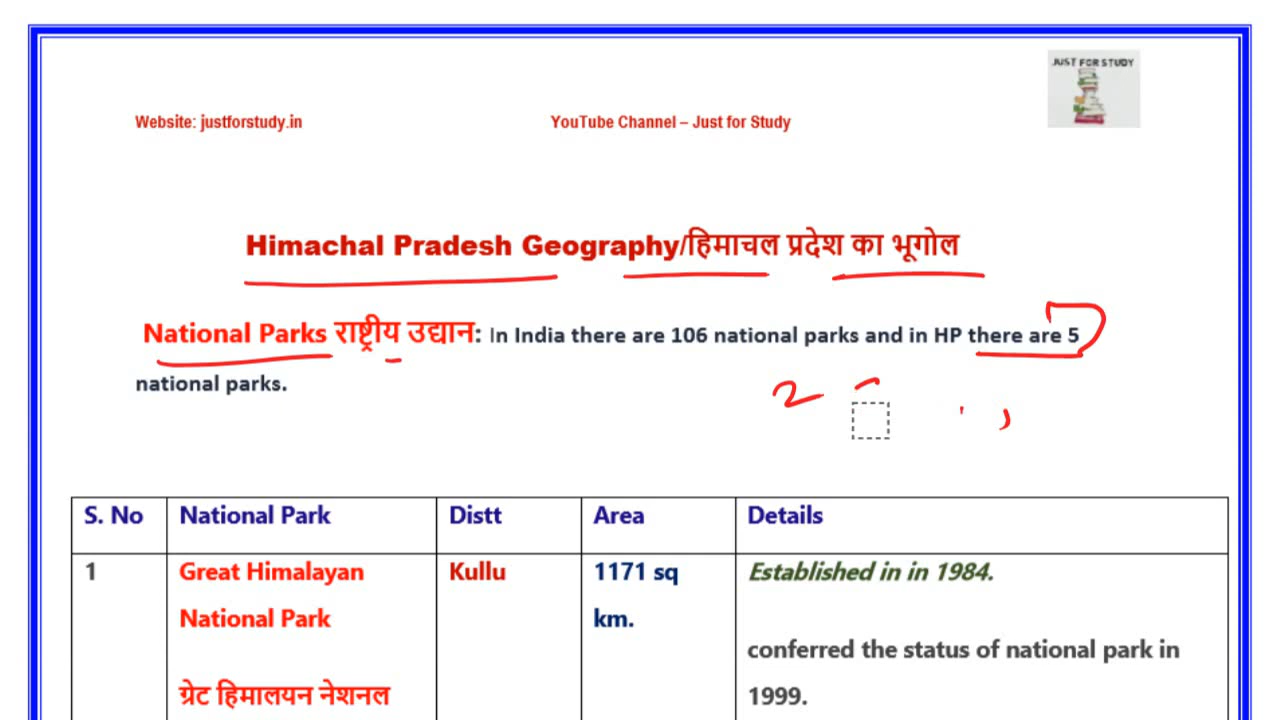 JUST FOR STUDY
Website: justforstudy.in YouTube Channel – Just for Study
Himachal Pradesh Geography/हिमाचल प्रदेश का भूगोल
National Parks राष्ट्रीय उद्यान: In India there are 106 national parks and in HP there are 5
national parks.
2
S. No National Park Distt Area Details
1 Great Himalayan Kullu 1171 sq Established in in 1984.
National Park km.
conferred the status of national park in
ग्रेट हिमालयन नेशनल 1999.